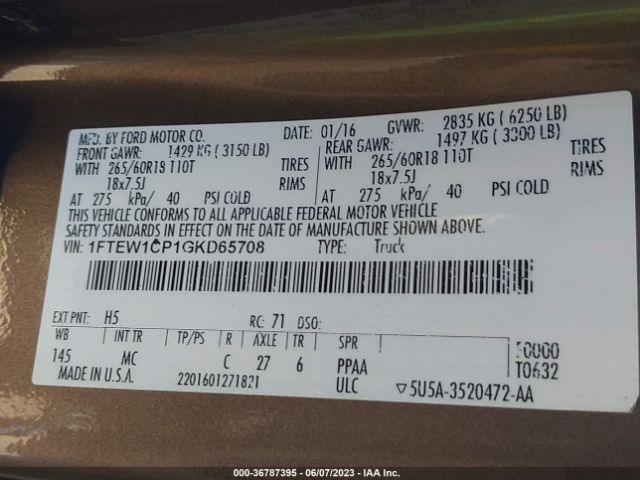 MFD. BY FORD MOTOR CO. DATE: 01/16 GVWR: 2835 KG ( 6250 LB)
FRONT GAWR: 1429 KG ( 3150 LB) REAR GAWR: 1497 KG ( 3300 LB)
WITH 265/60R18 110T TIRES WITH 265/60R18 110T TIRES
18x7.5J RIMS 18x7.5J RIMS
AT 275 kPa/ 40 PSI COLD AT 275 kPa/ 40 PSI COLD
THIS VEHICLE CONFORMS TO ALL APPLICABLE FEDERAL MOTOR VEHICLE
SAFETY STANDARDS IN EFFECT ON THE DATE OF MANUFACTURE SHOWN ABOVE.
VIN: 1FTEW1CP1GKD65708 TYPE: Truck
EXT PNT: H5 RC: 71 DSO:
WB INT TR TP/PS R AXLE TR SPR
145 MC C 27 6 PPAA
MADE IN U.S.A. 2201601271821 ULC T0632
▽5U5A-3520472-AA
000-36787395 - 06/07/2023 - IAA Inc.